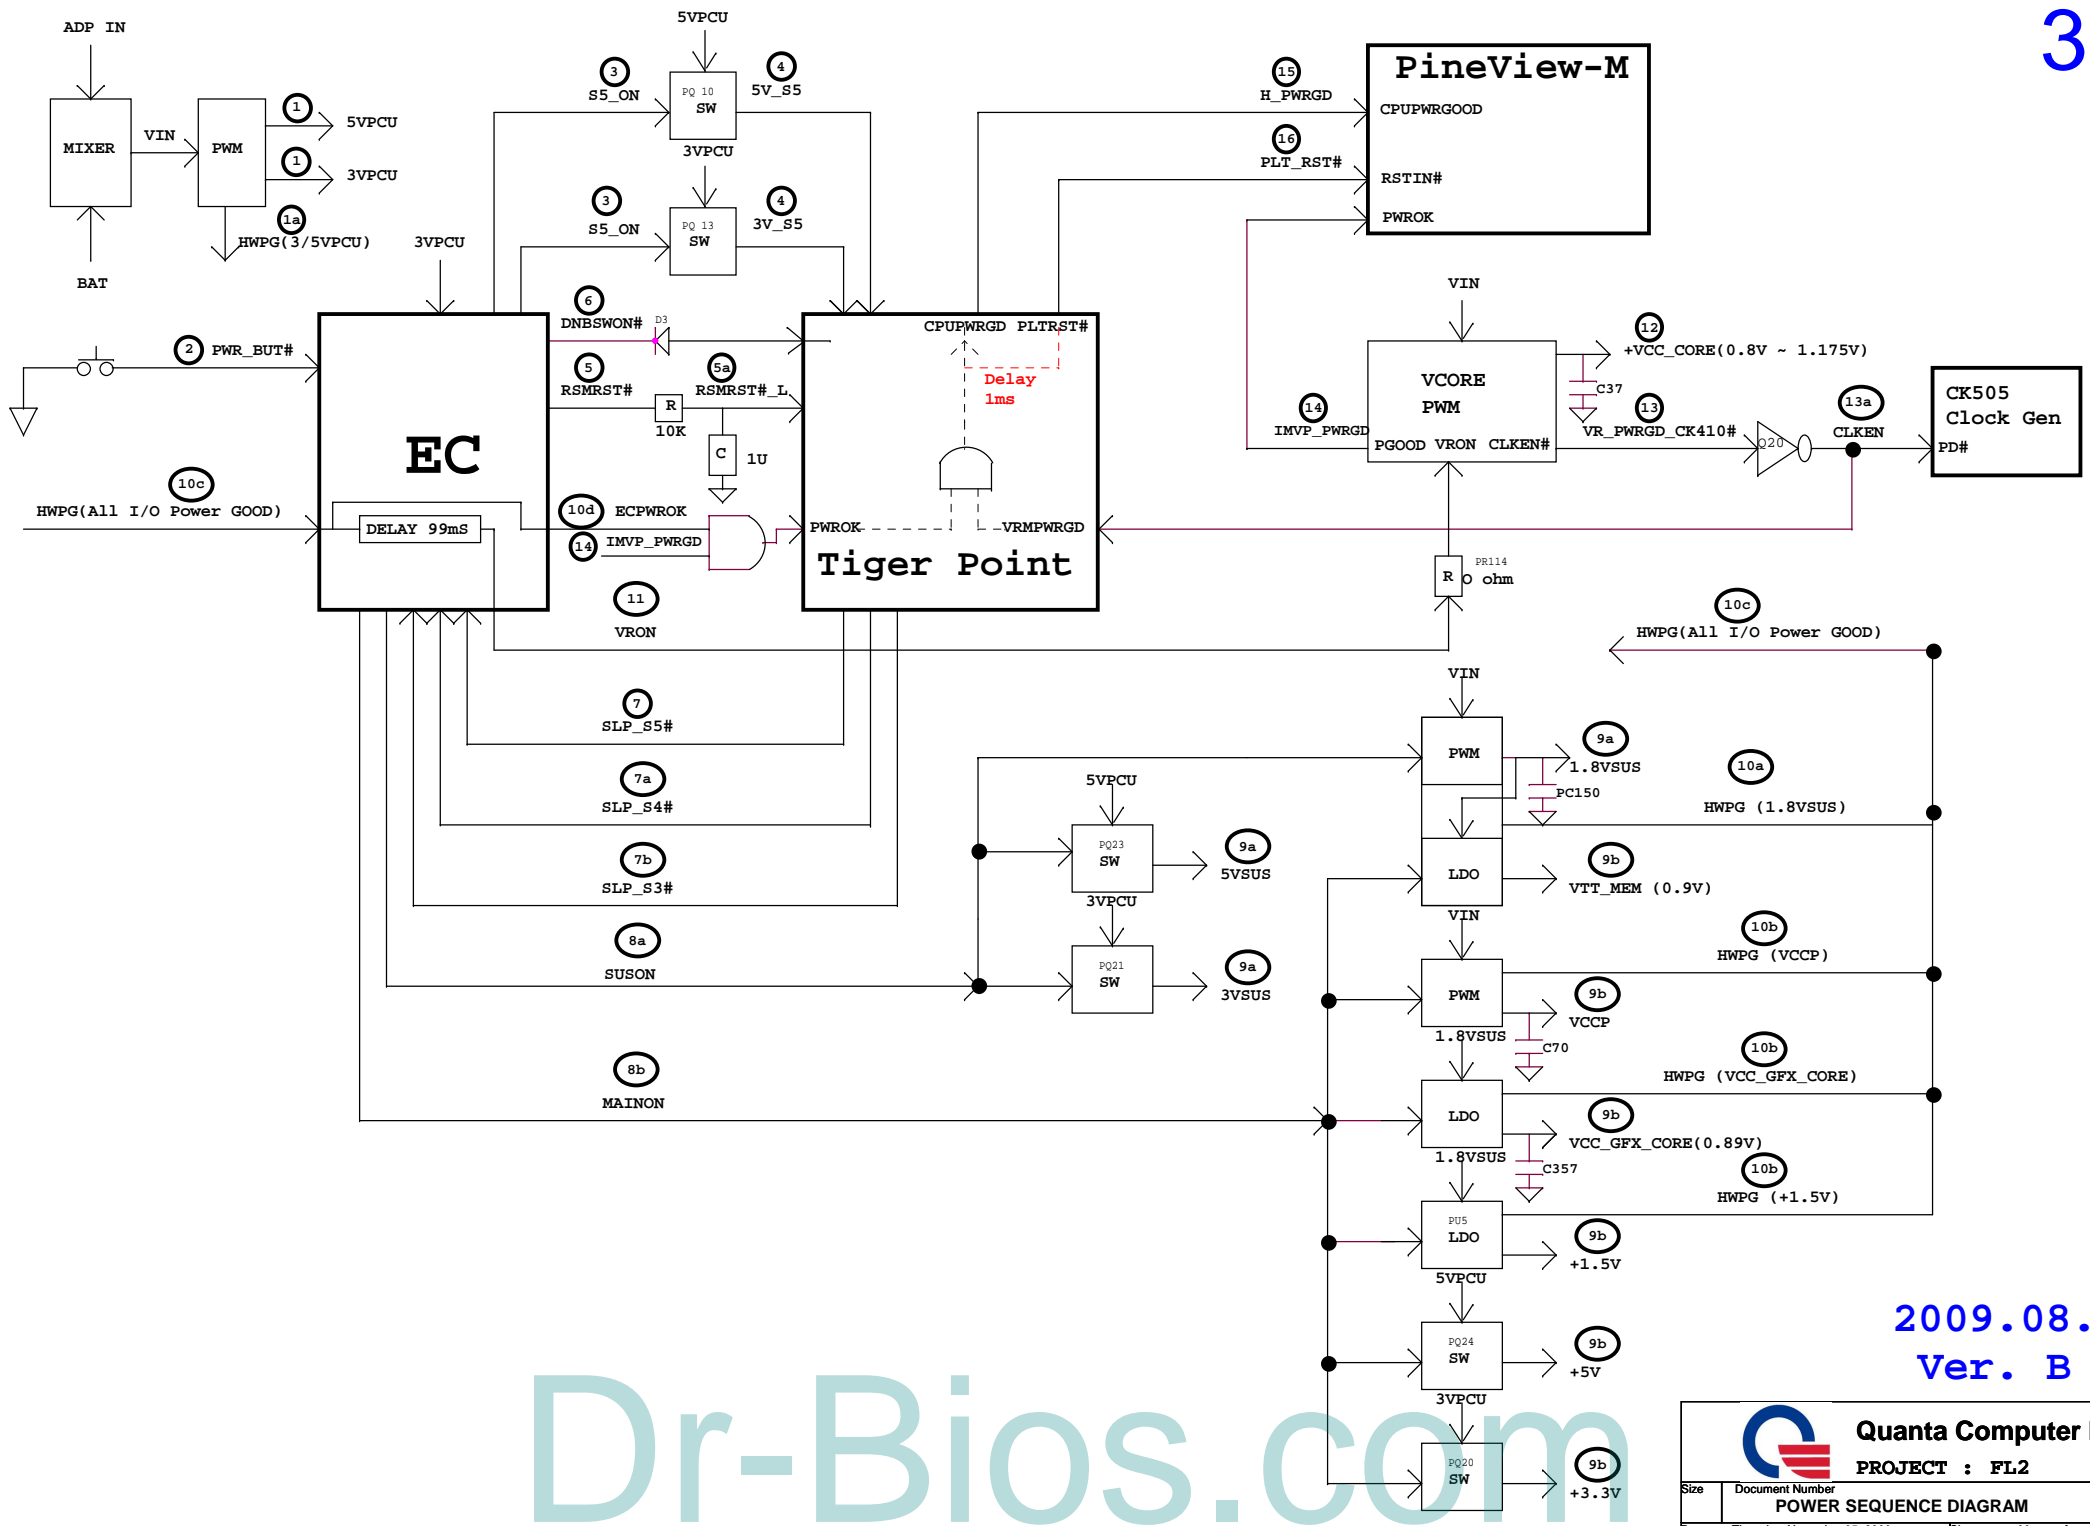 3
ADP IN
MIXER
BAT
VIN
PWM
1
5VPCU
1
3VPCU
1a
HWPG(3/5VPCU)
5VPCU
3
S5_ON
PQ 10
SW
4
5V_S5
3VPCU
3
S5_ON
PQ 13
SW
4
3V_S5
15
H_PWRGD
16
PLT_RST#
PineView-M
CPUPWRGOOD
RSTIN#
PWROK
3VPCU
2
PWR_BUT#
EC
10c
HWPG(All I/O Power GOOD)
DELAY 99mS
6
DNBSWON#
D3
5
RSMRST#
R
10K
5a
RSMRST#_L
C
1U
10d
ECPWROK
14
IMVP_PWRGD
CPUPWRGD
PLTRST#
Delay
1ms
PWROK
VRMPWRGD
Tiger Point
VIN
VCORE
PWM
PGOOD
VRON
CLKEN#
14
IMVP_PWRGD
12
+VCC_CORE(0.8V ~ 1.175V)
C37
13
VR_PWRGD_CK410#
Q20
13a
CLKEN
CK505
Clock Gen
PD#
PR114
R
0 ohm
11
VRON
7
SLP_S5#
7a
SLP_S4#
7b
SLP_S3#
8a
SUSON
8b
MAINON
5VPCU
PQ23
SW
9a
5VSUS
3VPCU
PQ21
SW
9a
3VSUS
10c
HWPG(All I/O Power GOOD)
VIN
PWM
9a
1.8VSUS
PC150
10a
HWPG (1.8VSUS)
LDO
9b
VTT_MEM (0.9V)
VIN
PWM
10b
HWPG (VCCP)
9b
VCCP
C70
1.8VSUS
LDO
10b
HWPG (VCC_GFX_CORE)
9b
VCC_GFX_CORE(0.89V)
C357
1.8VSUS
PU5
LDO
10b
HWPG (+1.5V)
9b
+1.5V
5VPCU
PQ24
SW
9b
+5V
3VPCU
PQ20
SW
9b
+3.3V
2009.08.
Ver. B
Dr-Bios.com
Quanta Computer
PROJECT : FL2
Size
Document Number
POWER SEQUENCE DIAGRAM